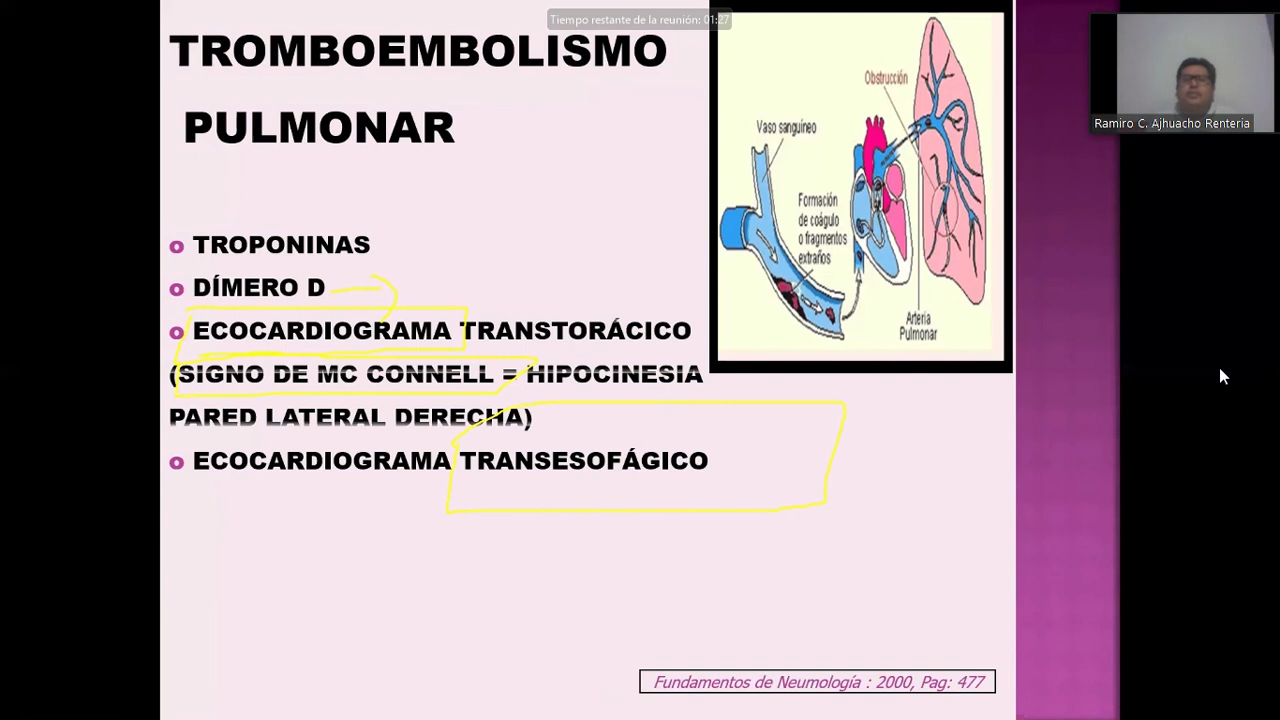 Tiempo restante de la reunión: 01:27
TROMBOEMBOLISMO
PULMONAR
o TROPONINAS
o DÍMERO D
o ECOCARDIOGRAMA TRANSTORÁCICO
(SIGNO DE MC CONNELL = HIPOCINESIA
PARED LATERAL DERECHA)
o ECOCARDIOGRAMA TRANSESOFÁGICO
Obstrucción
Vaso sanguíneo
Formación
de coágulo
o fragmentos
extraños
Arteria
Pulmonar
Ramiro C. Ajhuacho Renteria
Fundamentos de Neumología : 2000, Pag: 477